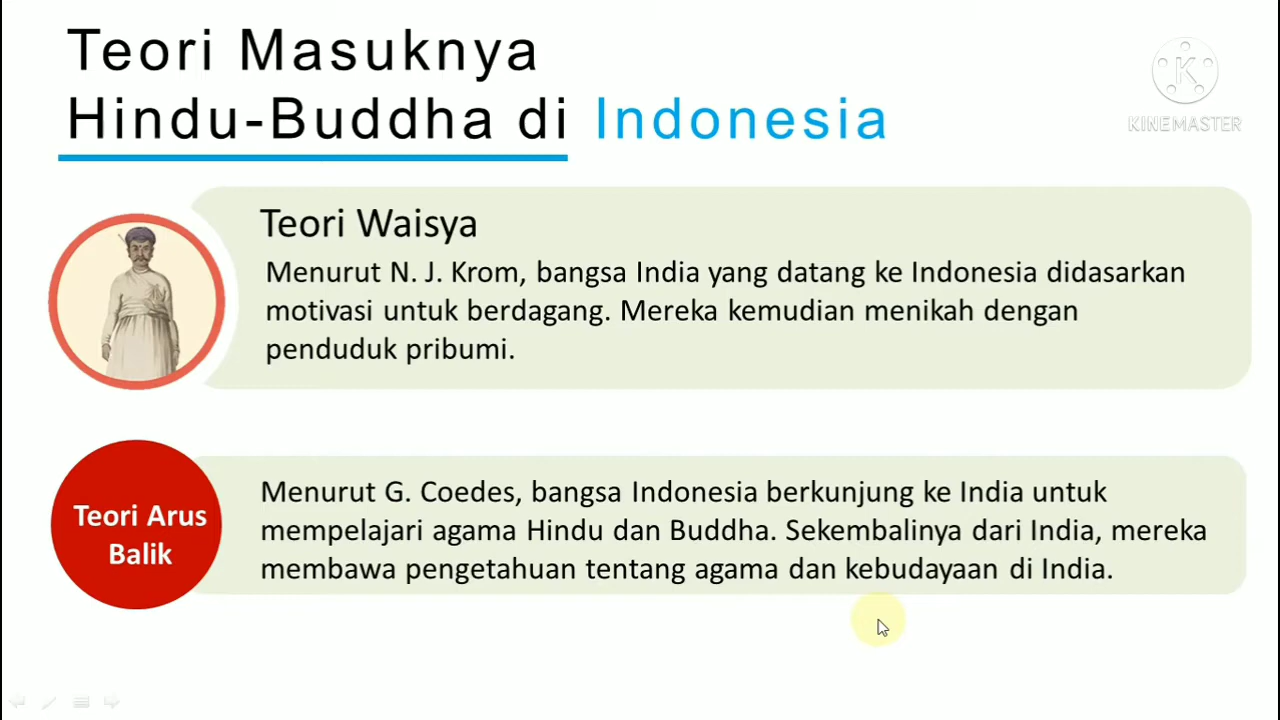 Teori Masuknya
Hindu-Buddha di Indonesia
KINEMASTER
Teori Waisya
Menurut N. J. Krom, bangsa India yang datang ke Indonesia didasarkan
motivasi untuk berdagang. Mereka kemudian menikah dengan
penduduk pribumi.
Teori Arus
Balik
Menurut G. Coedes, bangsa Indonesia berkunjung ke India untuk
mempelajari agama Hindu dan Buddha. Sekembalinya dari India, mereka
membawa pengetahuan tentang agama dan kebudayaan di India.